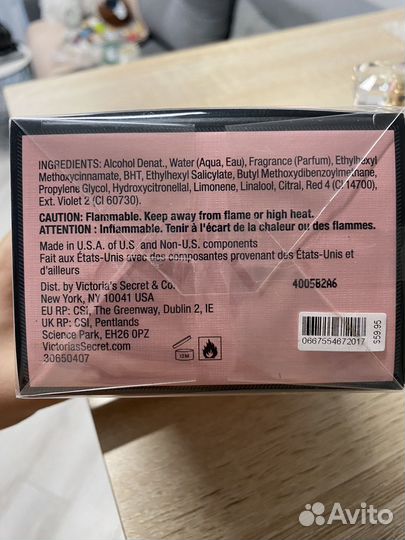 INGREDIENTS: Alcohol Denat., Water (Aqua, Eau), Fragrance (Parfum), Ethylhexyl
Methoxycinnamate, BHT, Ethylhexyl Salicylate, Butyl Methoxydibenzoylmethane,
Propylene Glycol, Hydroxycitronellal, Limonene, Linalool, Citral, Red 4 (CI 14700),
Ext. Violet 2 (CI 60730).
CAUTION: Flammable. Keep away from flame or high heat.
ATTENTION : Inflammable. Tenir à l'écart de la chaleur ou des flammes.
Made in U.S.A. of U.S. and Non-U.S. components
Fait aux États-Unis avec des composantes provenant des États-Unis et
d'ailleurs
Dist. by Victoria's Secret & Co.
New York, NY 10041 USA
EU RP: CSI, The Greenway, Dublin 2, IE
UK RP: CSI, Pentlands
Science Park, EH26 0PZ
VictoriasSecret.com
30650407
400582A6
12M
0667554672017
$59.95
Avito